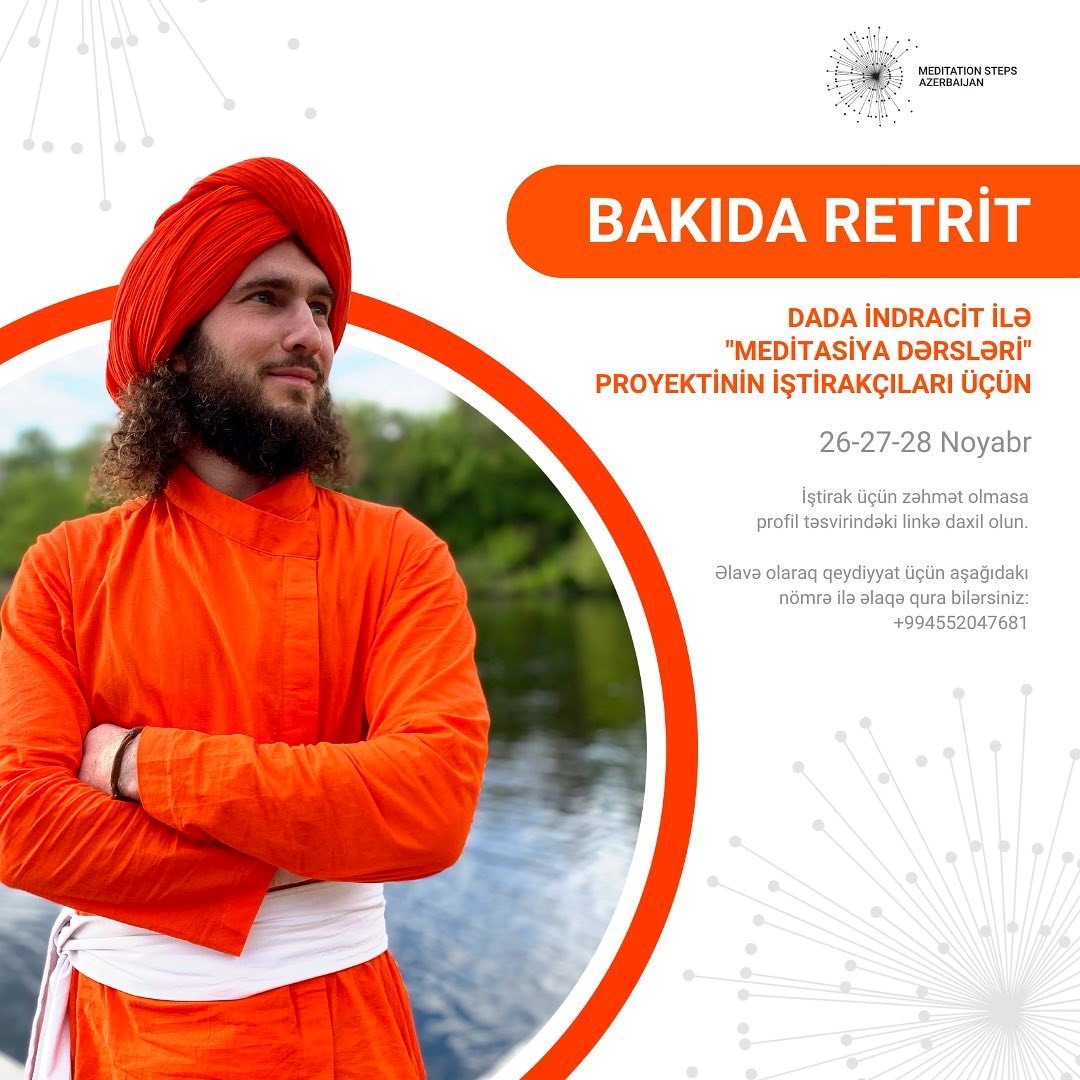 MEDITATION STEPS
AZERBAIJAN
BAKIDA RETRİT
DADA İNDRACİT İLƏ
"MEDİTASİYA DƏRSLƏRİ"
PROYEKTİNİN İŞTİRAKÇILARI ÜÇÜN
26-27-28 Noyabr
İştirak üçün zəhmət olmasa
profil təsvirindəki linkə daxil olun.
Əlavə olaraq qeydiyyat üçün aşağıdakı
nömrə ilə əlaqə qura bilərsiniz:
+994552047681